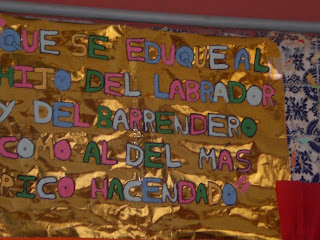 QUE SE EDUQUE AL
HIJO DEL LABRADOR
Y DEL BARRENDERO
COMO AL DEL MAS
RICO HACENDADO"